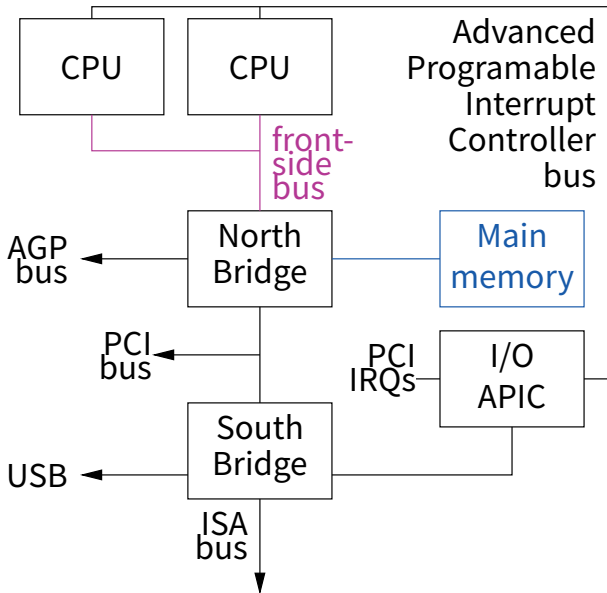 CPU
CPU
Advanced
Programable
Interrupt
Controller
bus
front-
side
bus
AGP
bus
North
Bridge
Main
memory
PCI
bus
PCI
IRQs
I/O
APIC
South
Bridge
USB
ISA
bus